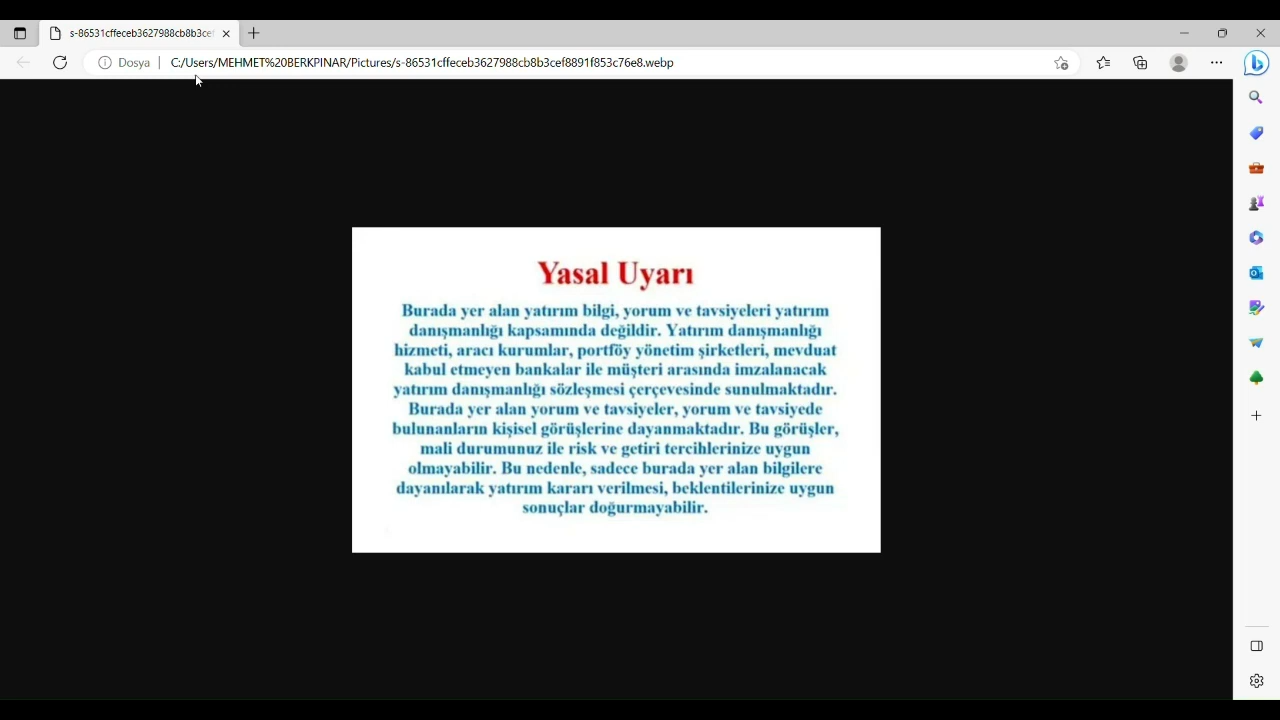 s-86531cffeceb3627988cb8b3cef
Dosya | C:/Users/MEHMET%20BERKPINAR/Pictures/s-86531cffeceb3627988cb8b3cef8891f853c76e8.webp
Yasal Uyarı
Burada yer alan yatırım bilgi, yorum ve tavsiyeleri yatırım
danışmanlığı kapsamında değildir. Yatırım danışmanlığı
hizmeti, aracı kurumlar, portföy yönetim şirketleri, mevduat
kabul etmeyen bankalar ile müşteri arasında imzalanacak
yatırım danışmanlığı sözleşmesi çerçevesinde sunulmaktadır.
Burada yer alan yorum ve tavsiyeler, yorum ve tavsiyede
bulunanların kişisel görüşlerine dayanmaktadır. Bu görüşler,
mali durumunuz ile risk ve getiri tercihlerinize uygun
olmayabilir. Bu nedenle, sadece burada yer alan bilgilere
dayanılarak yatırım kararı verilmesi, beklentilerinize uygun
sonuçlar doğurmayabilir.